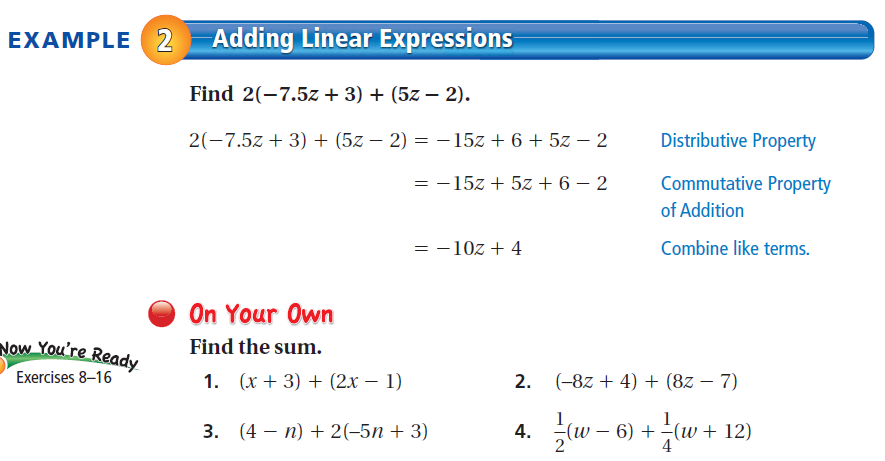 EXAMPLE 2 Adding Linear Expressions
Find 2(−7.5z + 3) + (5z − 2).
2(−7.5z + 3) + (5z − 2) = −15z + 6 + 5z − 2 Distributive Property
= −15z + 5z + 6 − 2 Commutative Property
of Addition
= −10z + 4 Combine like terms.
On Your Own
Now You're Ready
Exercises 8–16
Find the sum.
1. (x + 3) + (2x − 1) 2. (−8z + 4) + (8z − 7)
3. (4 − n) + 2(−5n + 3) 4. 1/2(w − 6) + 1/4(w + 12)